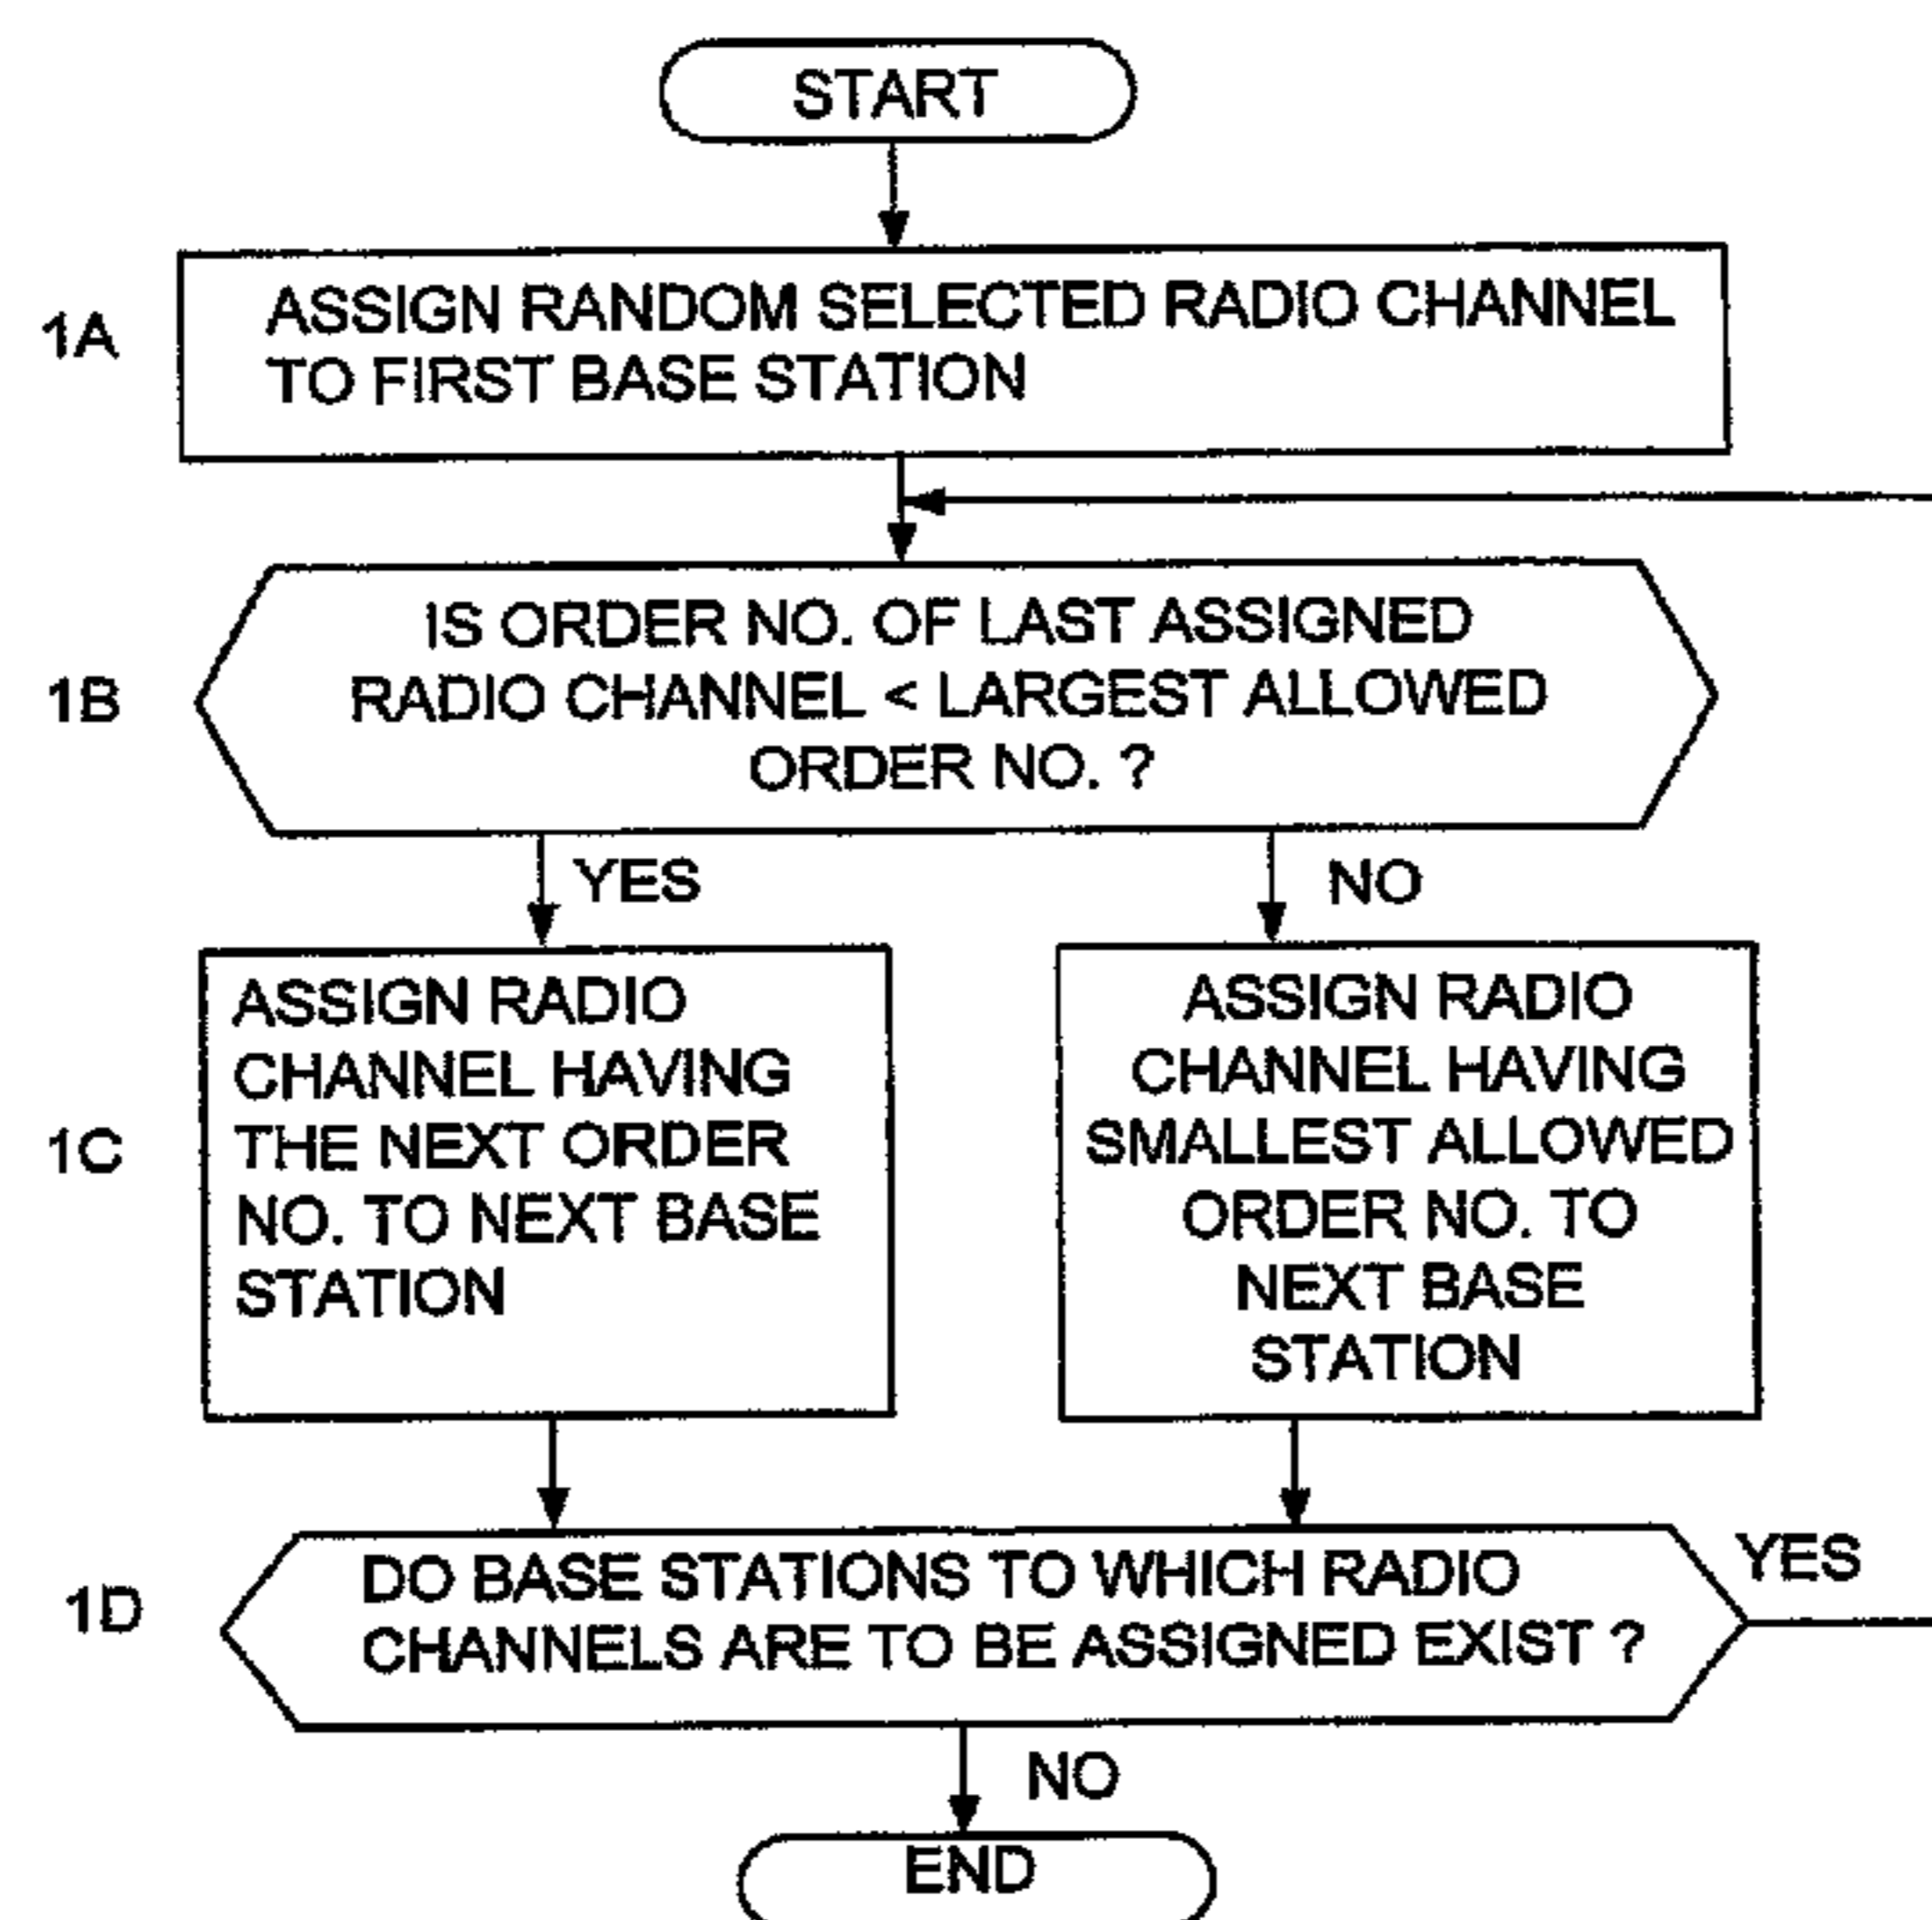 START
1A
ASSIGN RANDOM SELECTED RADIO CHANNEL
TO FIRST BASE STATION
1B
IS ORDER NO. OF LAST ASSIGNED
RADIO CHANNEL < LARGEST ALLOWED
ORDER NO. ?
YES
NO
1C
ASSIGN RADIO
CHANNEL HAVING
THE NEXT ORDER
NO. TO NEXT BASE
STATION
ASSIGN RADIO
CHANNEL HAVING
SMALLEST ALLOWED
ORDER NO. TO
NEXT BASE
STATION
1D
DO BASE STATIONS TO WHICH RADIO
CHANNELS ARE TO BE ASSIGNED EXIST ?
YES
NO
END